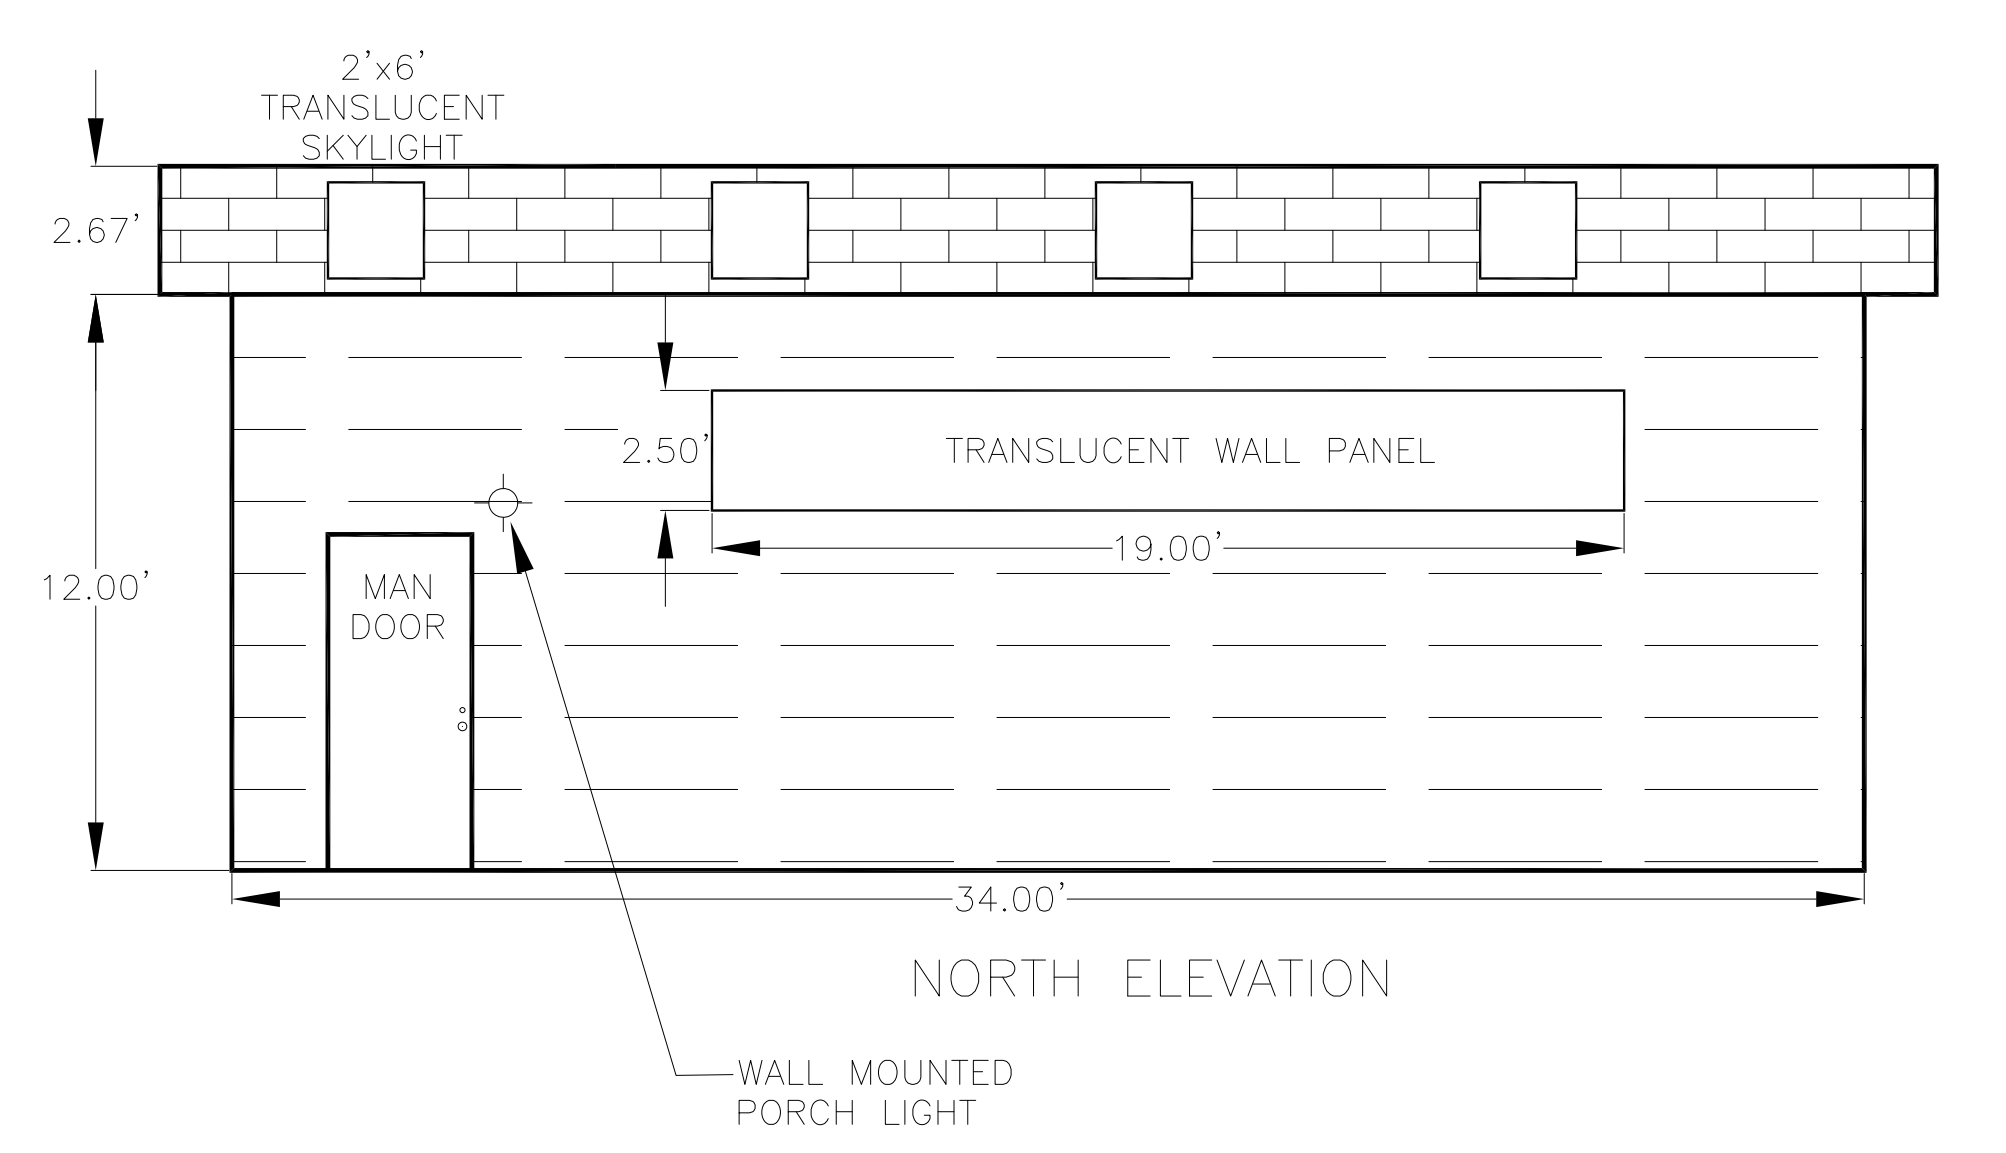 2'x6'
TRANSLUCENT
SKYLIGHT
2.67'
2.50'
TRANSLUCENT WALL PANEL
19.00'
12.00'
MAN
DOOR
34.00'
NORTH ELEVATION
WALL MOUNTED
PORCH LIGHT